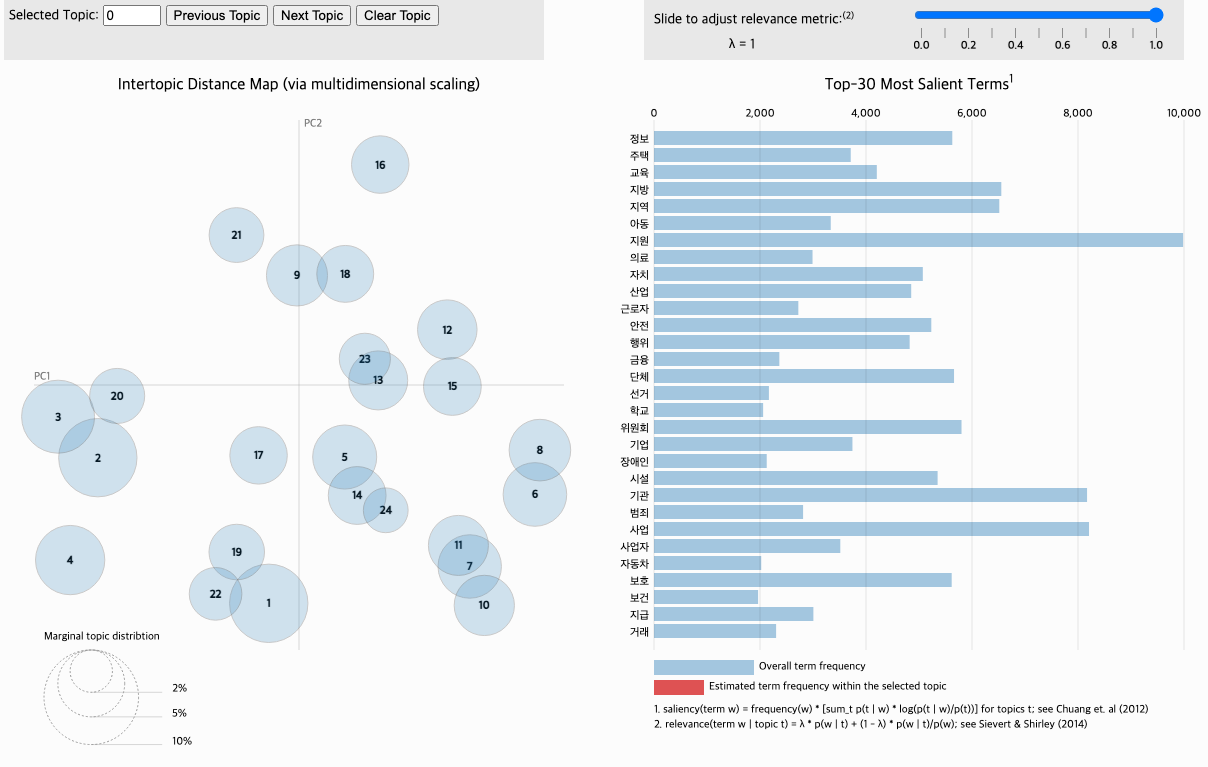 Selected Topic: 0 Previous Topic Next Topic Clear Topic
Slide to adjust relevance metric:(2)
λ = 1
0.0 0.2 0.4 0.6 0.8 1.0
Intertopic Distance Map (via multidimensional scaling)
PC2
PC1
16
21
9
18
12
23
13
15
20
3
2
17
5
8
14
6
24
11
4
19
7
22
1
10
Marginal topic distribtion
2%
5%
10%
Top-30 Most Salient Terms1
0 2,000 4,000 6,000 8,000 10,000
정보
주택
교육
지방
지역
아동
지원
의료
자치
산업
근로자
안전
행위
금융
단체
선거
학교
위원회
기업
장애인
시설
기관
범죄
사업
사업자
자동차
보호
보건
지급
거래
Overall term frequency
Estimated term frequency within the selected topic
1. saliency(term w) = frequency(w) * [sum_t p(t | w) * log(p(t | w)/p(t))] for topics t; see Chuang et. al (2012)
2. relevance(term w | topic t) = λ * p(w | t) + (1 - λ) * p(w | t)/p(w); see Sievert & Shirley (2014)